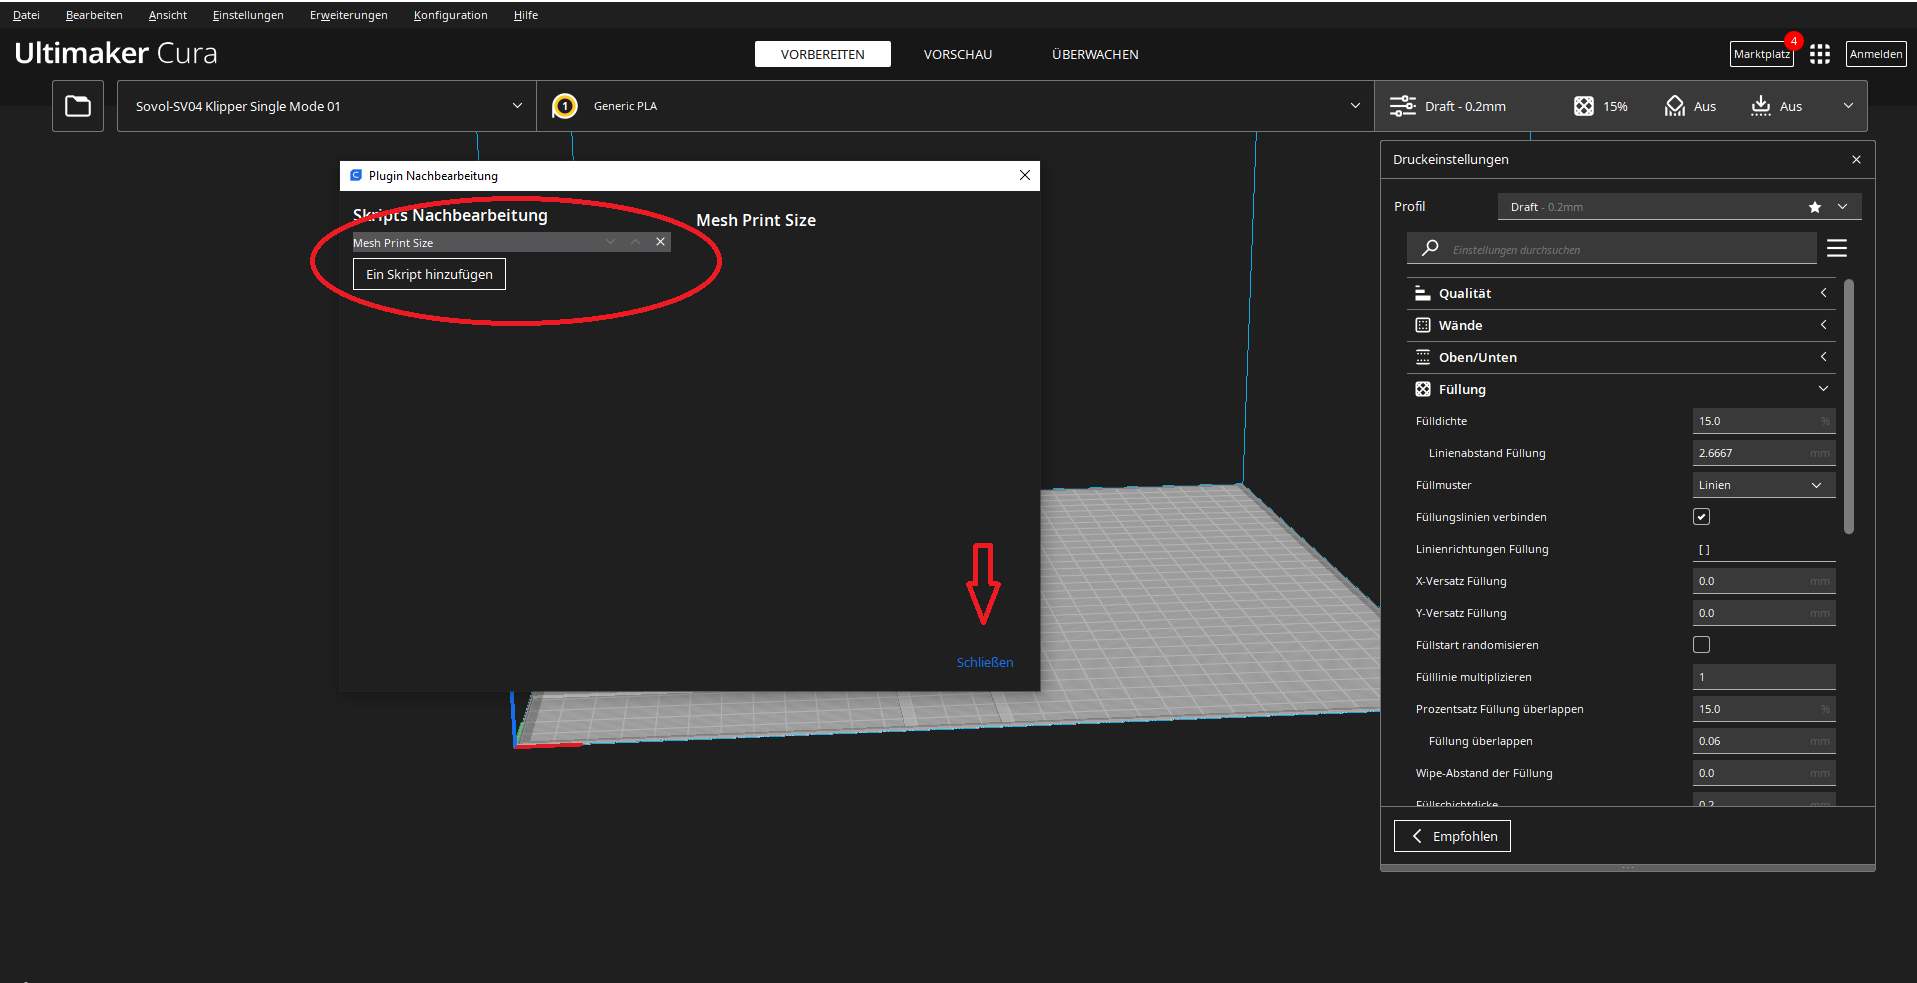 Datei Bearbeiten Ansicht Einstellungen Erweiterungen Konfiguration Hilfe
Ultimaker Cura
VORBEREITEN VORSCHAU ÜBERWACHEN
Marktplatz 4 Anmelden
Sovol-SV04 Klipper Single Mode 01
1 Generic PLA
Draft - 0.2mm 15% Aus Aus
Plugin Nachbearbeitung
Skripts Nachbearbeitung
Mesh Print Size
Ein Skript hinzufügen
Mesh Print Size
Schließen
Druckeinstellungen
Profil Draft - 0.2mm
Einstellungen durchsuchen
Qualität
Wände
Oben/Unten
Füllung
Fülldichte 15.0 %
Linienabstand Füllung 2.6667 mm
Füllmuster Linien
Füllungslinien verbinden
Linienrichtungen Füllung [ ]
X-Versatz Füllung 0.0 mm
Y-Versatz Füllung 0.0 mm
Füllstart randomisieren
Fülllinie multiplizieren 1
Prozentsatz Füllung überlappen 15.0 %
Füllung überlappen 0.06 mm
Wipe-Abstand der Füllung 0.0 mm
Füllschichtdicke 0.2 mm
Empfohlen